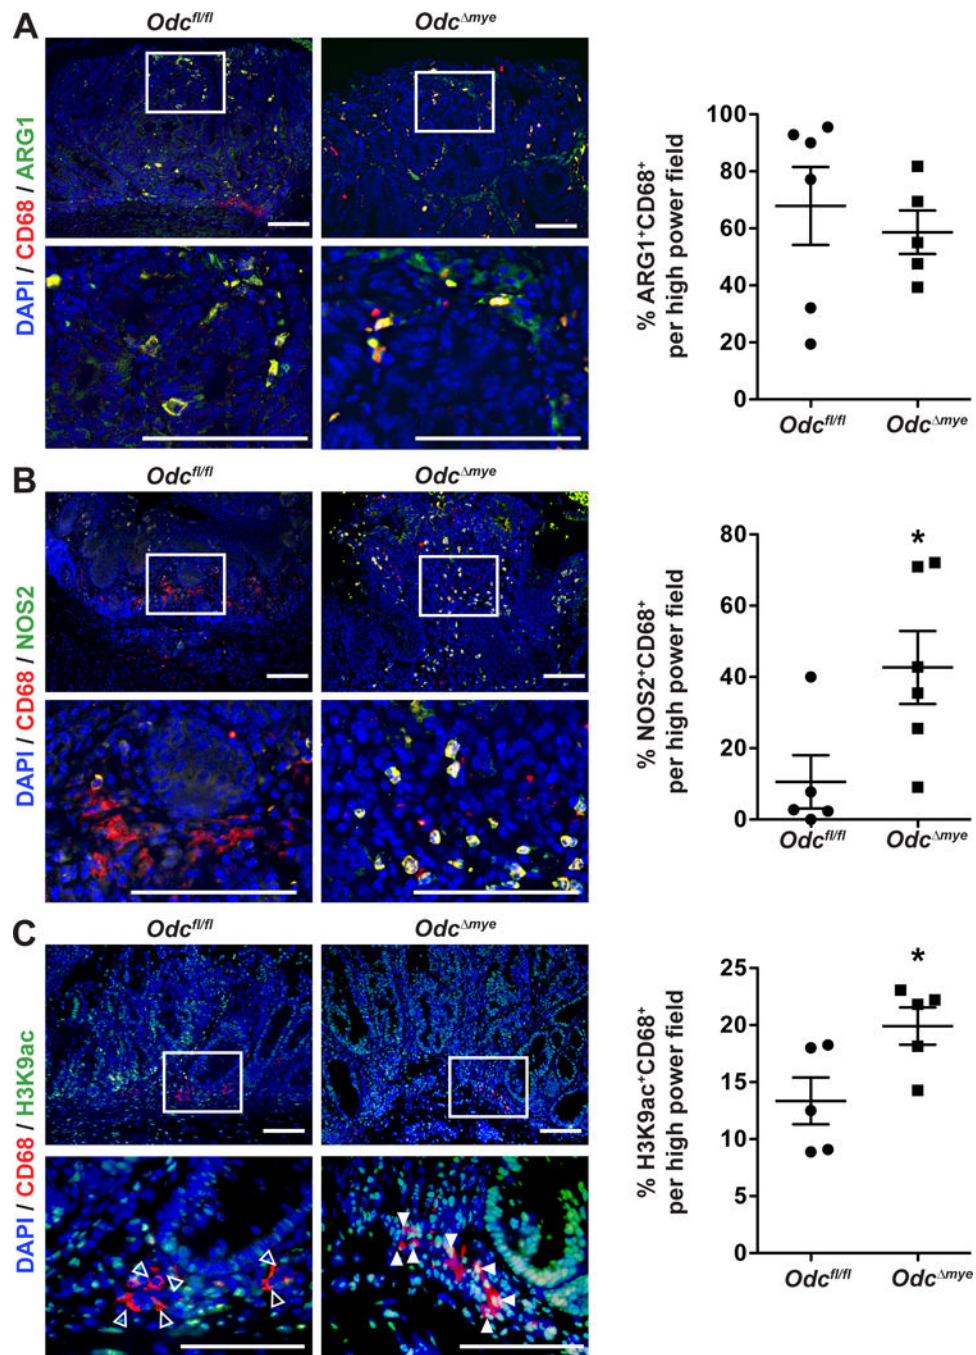 A
Odcfl/fl
OdcΔmye
DAPI / CD68 / ARG1
% ARG1+CD68+
per high power field
100
80
60
40
20
0
Odcfl/fl
OdcΔmye
B
Odcfl/fl
OdcΔmye
DAPI / CD68 / NOS2
% NOS2+CD68+
per high power field
80
60
40
20
0
*
Odcfl/fl
OdcΔmye
C
Odcfl/fl
OdcΔmye
DAPI / CD68 / H3K9ac
% H3K9ac+CD68+
per high power field
25
20
15
10
5
0
*
Odcfl/fl
OdcΔmye